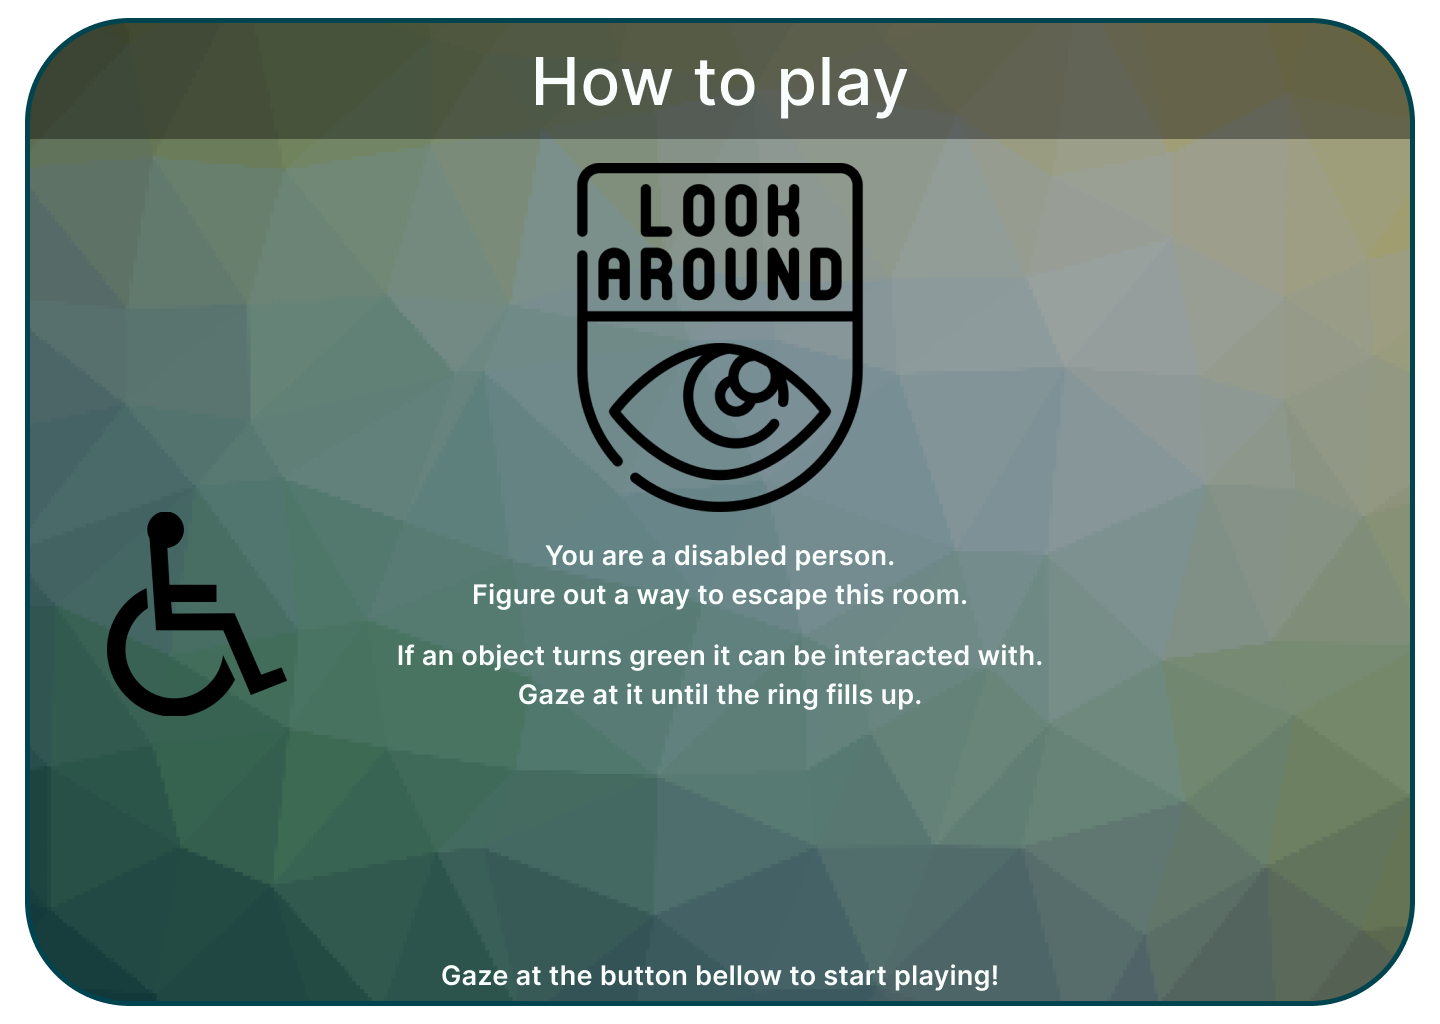 How to play
LOOK
AROUND
You are a disabled person.
Figure out a way to escape this room.
If an object turns green it can be interacted with.
Gaze at it until the ring fills up.
Gaze at the button bellow to start playing!